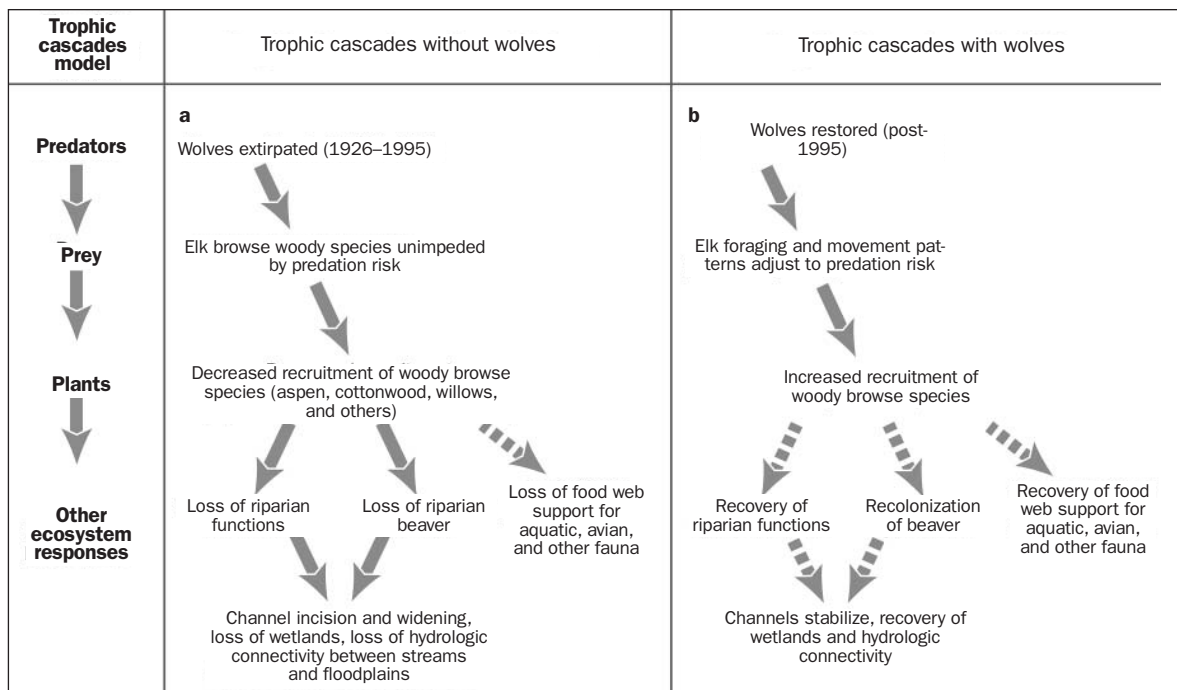 Trophic
cascades
model
Trophic cascades without wolves
Trophic cascades with wolves
Predators
Prey
Plants
Other
ecosystem
responses
a
Wolves extirpated (1926–1995)
Elk browse woody species unimpeded
by predation risk
Decreased recruitment of woody browse
species (aspen, cottonwood, willows,
and others)
Loss of riparian
functions
Loss of riparian
beaver
Loss of food web
support for
aquatic, avian,
and other fauna
Channel incision and widening,
loss of wetlands, loss of hydrologic
connectivity between streams
and floodplains
b
Wolves restored (post-
1995)
Elk foraging and movement pat-
terns adjust to predation risk
Increased recruitment of
woody browse species
Recovery of
riparian functions
Recolonization
of beaver
Recovery of food
web support for
aquatic, avian,
and other fauna
Channels stabilize, recovery of
wetlands and hydrologic
connectivity